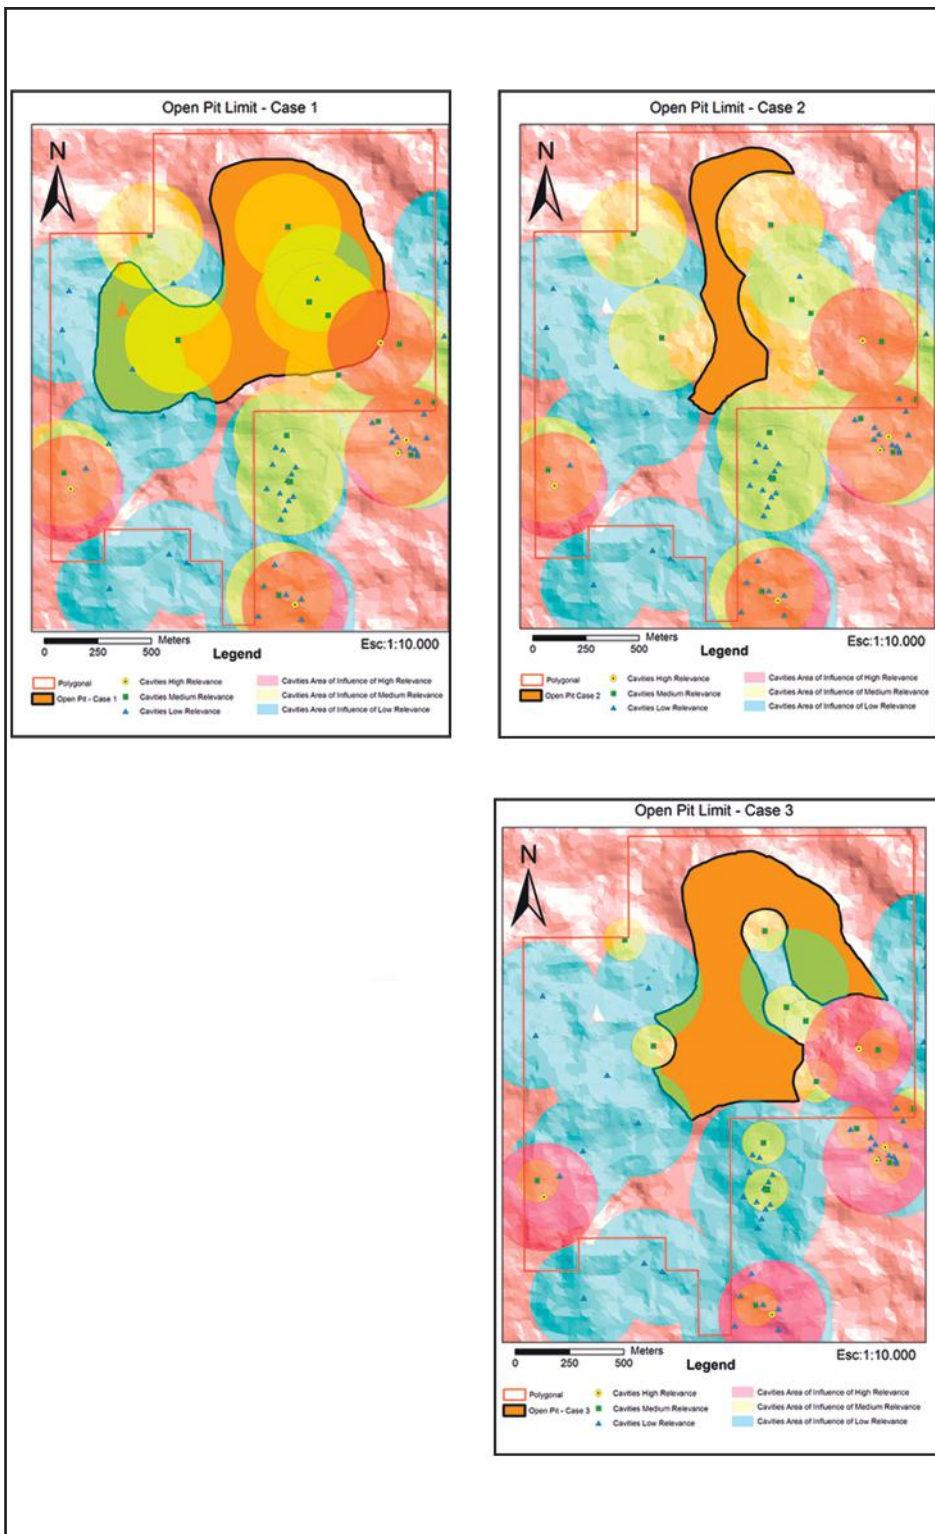 Open Pit Limit - Case 1
N
Meters
0 250 500
Esc:1:10.000
Legend
Polygonal
Open Pit - Case 1
Cavities High Relevance
Cavities Medium Relevance
Cavities Low Relevance
Cavities Area of Influence of High Relevance
Cavities Area of Influence of Medium Relevance
Cavities Area of Influence of Low Relevance
Open Pit Limit - Case 2
N
Meters
0 250 500
Esc:1:10.000
Legend
Polygonal
Open Pit Case 2
Cavities High Relevance
Cavities Medium Relevance
Cavities Low Relevance
Cavities Area of Influence of High Relevance
Cavities Area of Influence of Medium Relevance
Cavities Area of Influence of Low Relevance
Open Pit Limit - Case 3
N
Meters
0 250 500
Esc:1:10.000
Legend
Polygonal
Open Pit - Case 3
Cavities High Relevance
Cavities Medium Relevance
Cavities Low Relevance
Cavities Area of Influence of High Relevance
Cavities Area of Influence of Medium Relevance
Cavities Area of Influence of Low Relevance